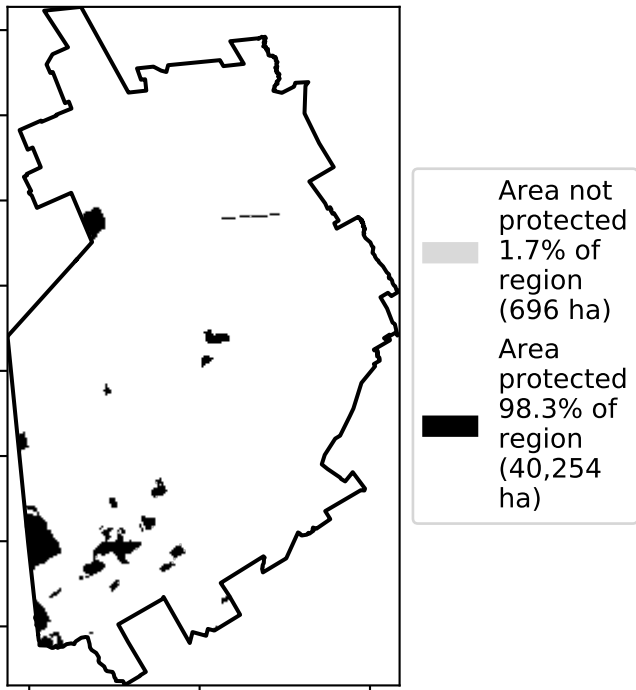 Area not
protected
1.7% of
region
(696 ha)
Area
protected
98.3% of
region
(40,254
ha)